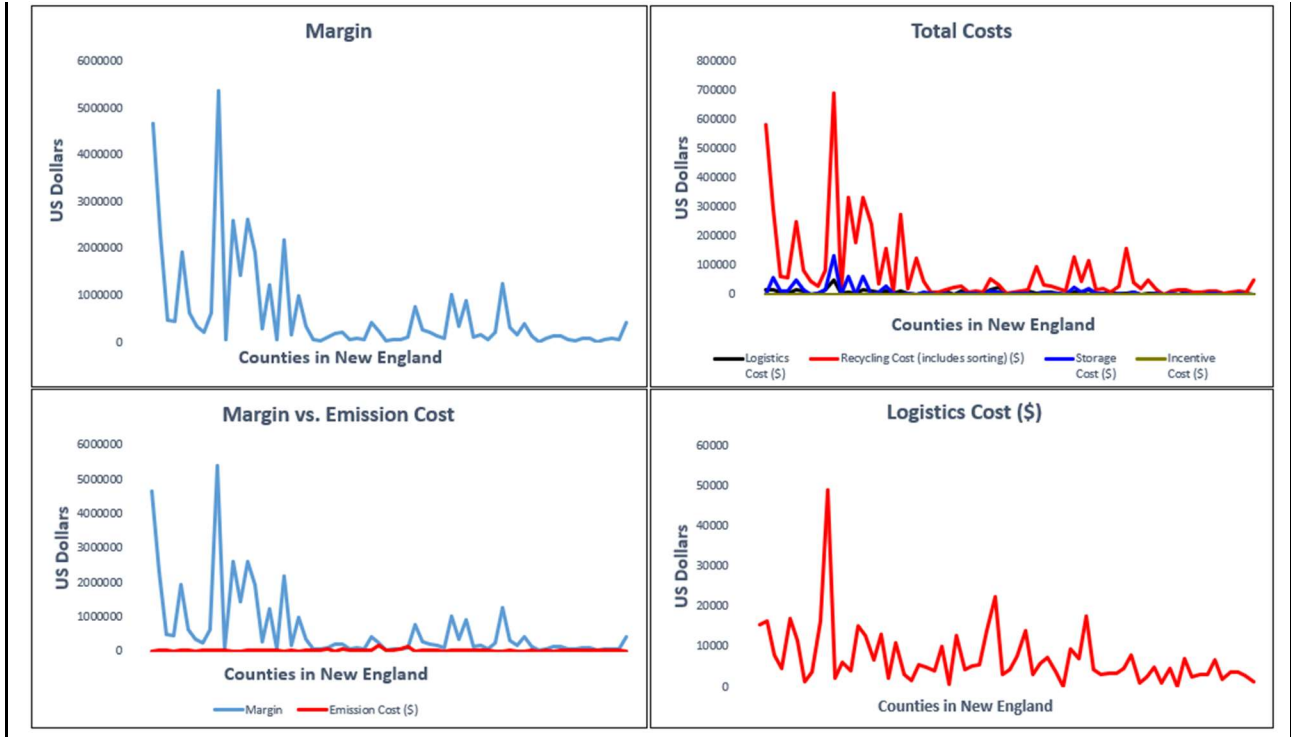 Margin
6000000
5000000
4000000
3000000
2000000
1000000
0
US Dollars
Counties in New England
Total Costs
800000
700000
600000
500000
400000
300000
200000
100000
0
US Dollars
Counties in New England
Logistics Cost ($)
Recycling Cost (includes sorting) ($)
Storage Cost ($)
Incentive Cost ($)
Margin vs. Emission Cost
6000000
5000000
4000000
3000000
2000000
1000000
0
US Dollars
Counties in New England
Margin
Emission Cost ($)
Logistics Cost ($)
60000
50000
40000
30000
20000
10000
0
US Dollars
Counties in New England